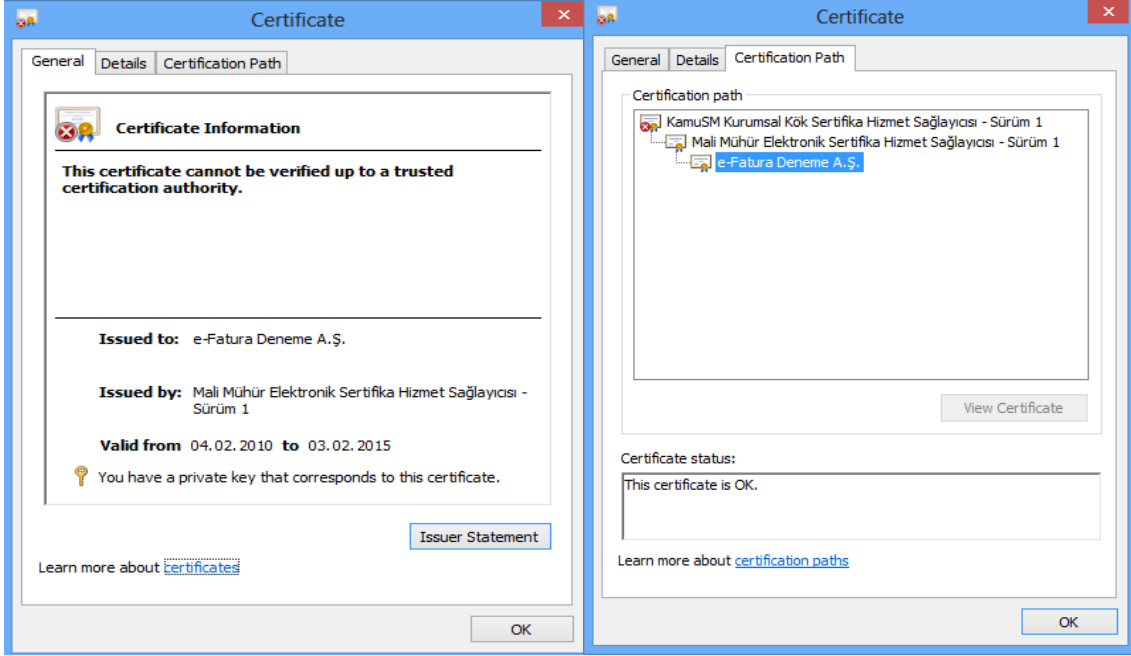 Certificate
General Details Certification Path
Certificate Information
This certificate cannot be verified up to a trusted
certification authority.
Issued to: e-Fatura Deneme A.Ş.
Issued by: Mali Mühür Elektronik Sertifika Hizmet Sağlayıcısı -
Sürüm 1
Valid from 04.02.2010 to 03.02.2015
You have a private key that corresponds to this certificate.
Issuer Statement
Learn more about certificates
OK
Certificate
General Details Certification Path
Certification path
KamuSM Kurumsal Kök Sertifika Hizmet Sağlayıcısı - Sürüm 1
Mali Mühür Elektronik Sertifika Hizmet Sağlayıcısı - Sürüm 1
e-Fatura Deneme A.Ş.
View Certificate
Certificate status:
This certificate is OK.
Learn more about certification paths
OK